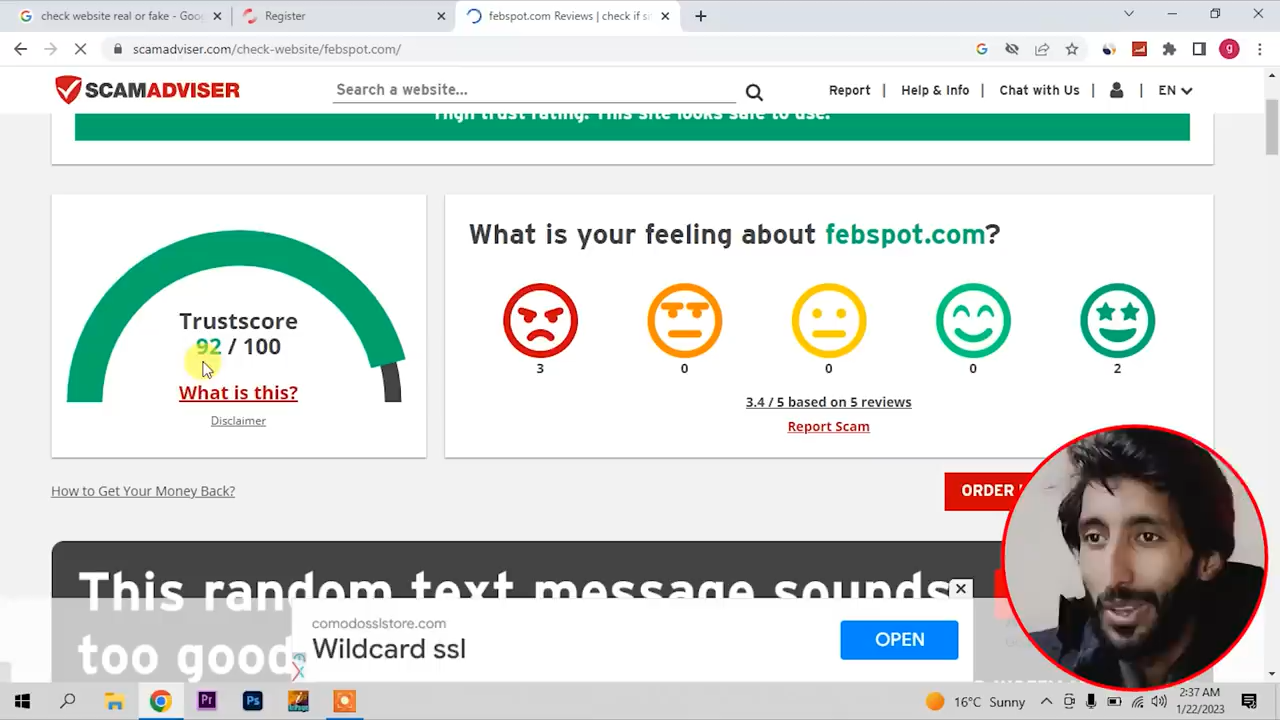 check website real or fake - Goo
Register
febspot.com Reviews | check if si
scamadviser.com/check-website/febspot.com/
g
SCAMADVISER
Search a website...
Report | Help & Info | Chat with Us | EN
High trust rating. This site looks safe to use.
Trustscore
92 / 100
What is this?
Disclaimer
What is your feeling about febspot.com?
3 0 0 0 2
3.4 / 5 based on 5 reviews
Report Scam
How to Get Your Money Back?
ORDER
This random text message sounds
too good
comodosslstore.com
Wildcard ssl
OPEN
Pr
Ps
16°C Sunny
2:37 AM
1/22/2023